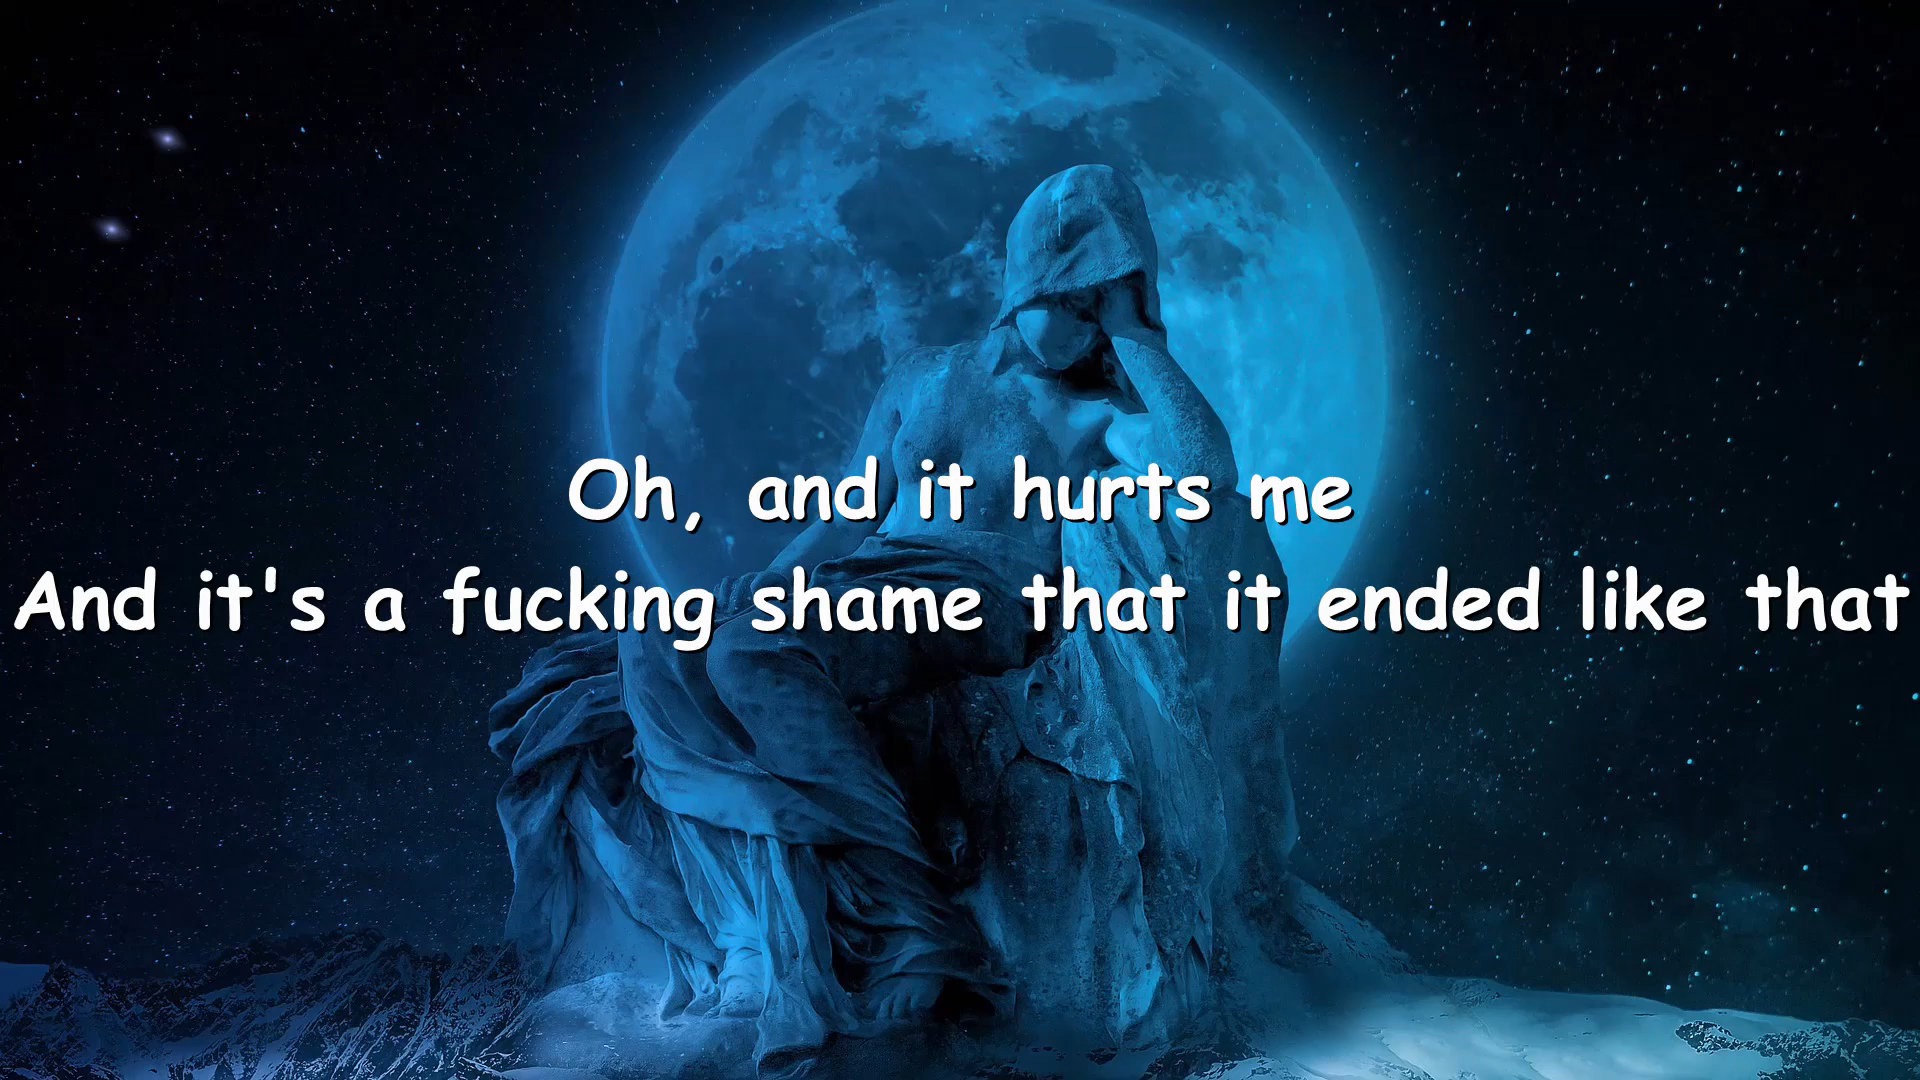 Oh, and it hurts me
And it's a fucking shame that it ended like that